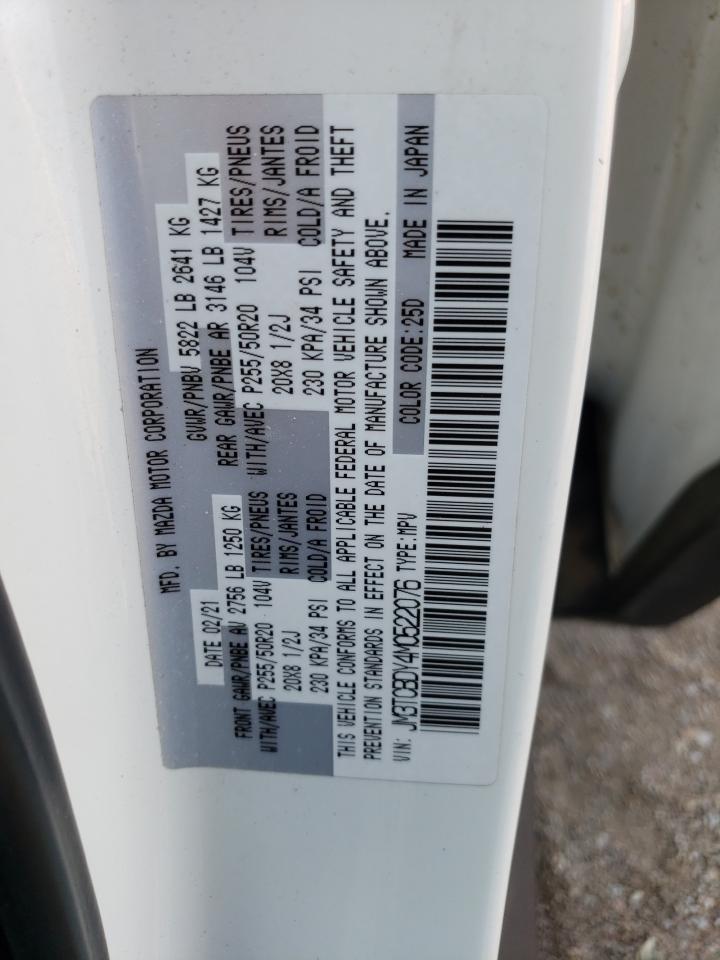 MFD. BY MAZDA MOTOR CORPORATION
DATE 02/21 GVWR/PNBV 5822 LB 2641 KG
FRONT GAWR/PNBE AV 2756 LB 1250 KG REAR GAWR/PNBE AR 3146 LB 1427 KG
WITH/AVEC P255/50R20 104V TIRES/PNEUS WITH/AVEC P255/50R20 104V TIRES/PNEUS
20X8 1/2J RIMS/JANTES 20X8 1/2J RIMS/JANTES
230 KPA/34 PSI COLD/A FROID 230 KPA/34 PSI COLD/A FROID
THIS VEHICLE CONFORMS TO ALL APPLICABLE FEDERAL MOTOR VEHICLE SAFETY AND THEFT
PREVENTION STANDARDS IN EFFECT ON THE DATE OF MANUFACTURE SHOWN ABOVE.
VIN: JM3TCBDY4M0522076 TYPE:MPV COLOR CODE:25D MADE IN JAPAN